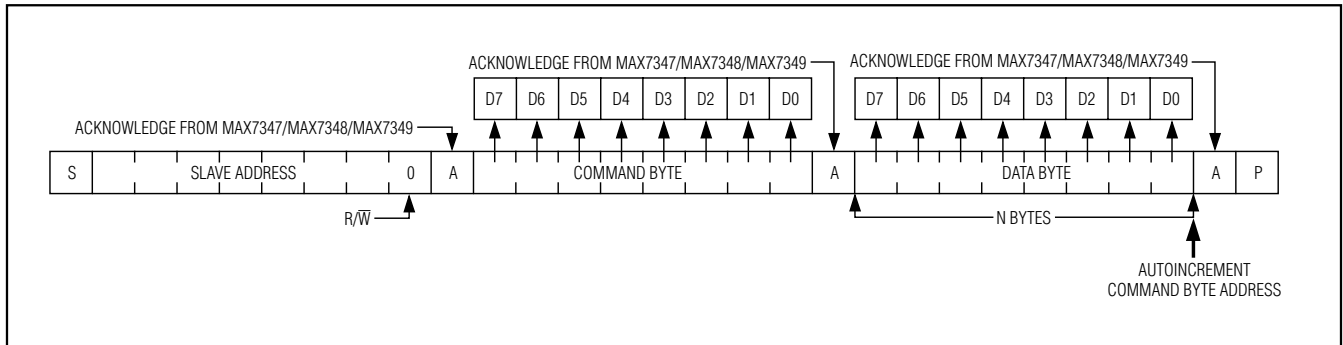 ACKNOWLEDGE FROM MAX7347/MAX7348/MAX7349 ACKNOWLEDGE FROM MAX7347/MAX7348/MAX7349
D7 D6 D5 D4 D3 D2 D1 D0 D7 D6 D5 D4 D3 D2 D1 D0
ACKNOWLEDGE FROM MAX7347/MAX7348/MAX7349
S SLAVE ADDRESS 0 A COMMAND BYTE A DATA BYTE A P
R/W̅ N BYTES
AUTOINCREMENT
COMMAND BYTE ADDRESS